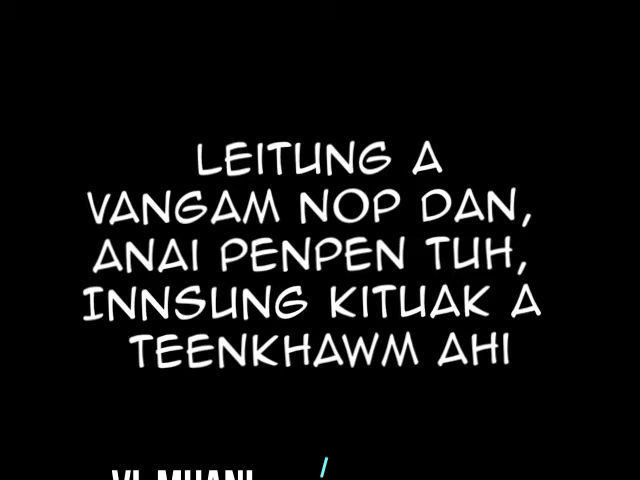 LEITUNG A
VANGAM NOP DAN,
ANAI PENPEN TUH,
INNSUNG KITUAK A
TEENKHAWM AHI